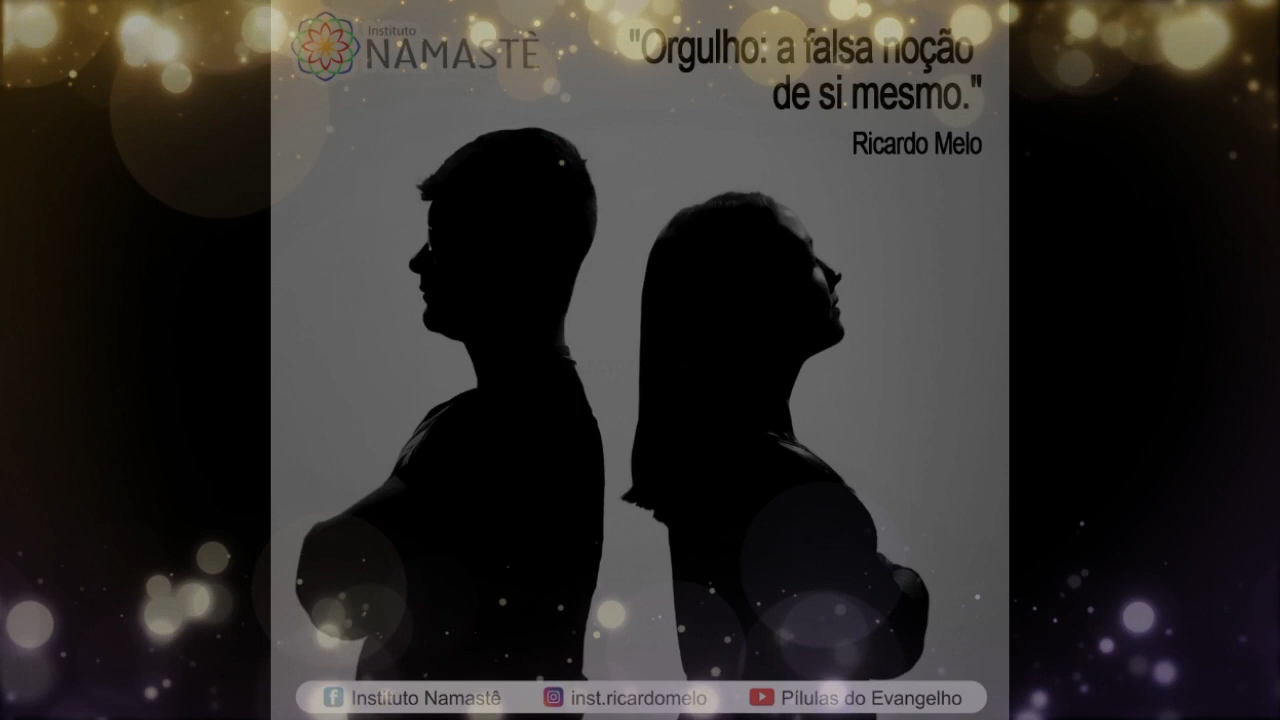 Instituto
NAMASTÈ
"Orgulho: a falsa noção
de si mesmo."
Ricardo Melo
Instituto Namastê
inst.ricardomelo
Pílulas do Evangelho